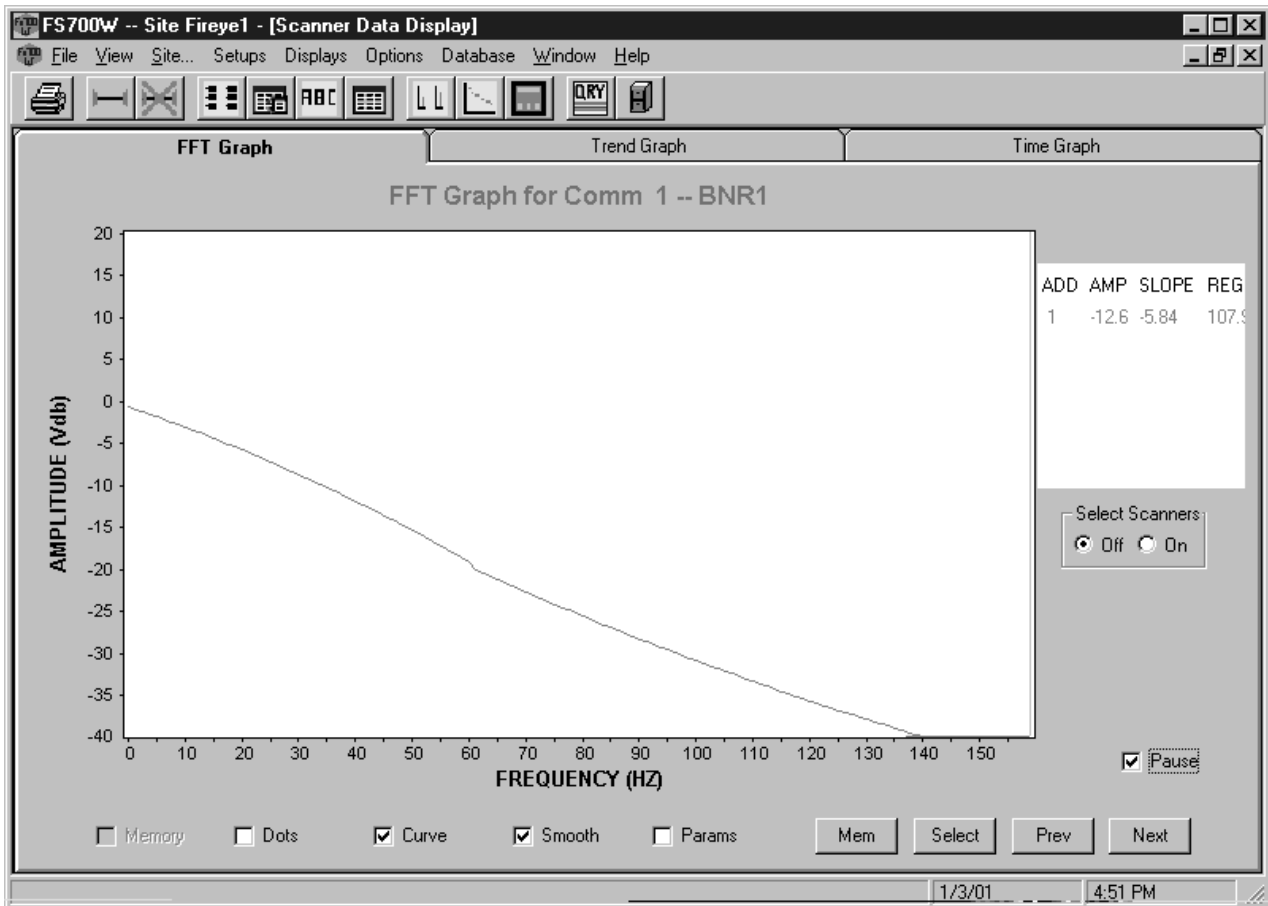 FS700W -- Site Fireye1 - [Scanner Data Display]
File View Site... Setups Displays Options Database Window Help
ABC QRY
FFT Graph Trend Graph Time Graph
FFT Graph for Comm 1 -- BNR1
20
15
10
5
0
-5
-10
-15
-20
-25
-30
-35
-40
AMPLITUDE (Vdb)
0 10 20 30 40 50 60 70 80 90 100 110 120 130 140 150
FREQUENCY (HZ)
ADD AMP SLOPE REG
1 -12.6 -5.84 107.9
Select Scanners
Off On
Pause
Memory Dots Curve Smooth Params Mem Select Prev Next
1/3/01 4:51 PM